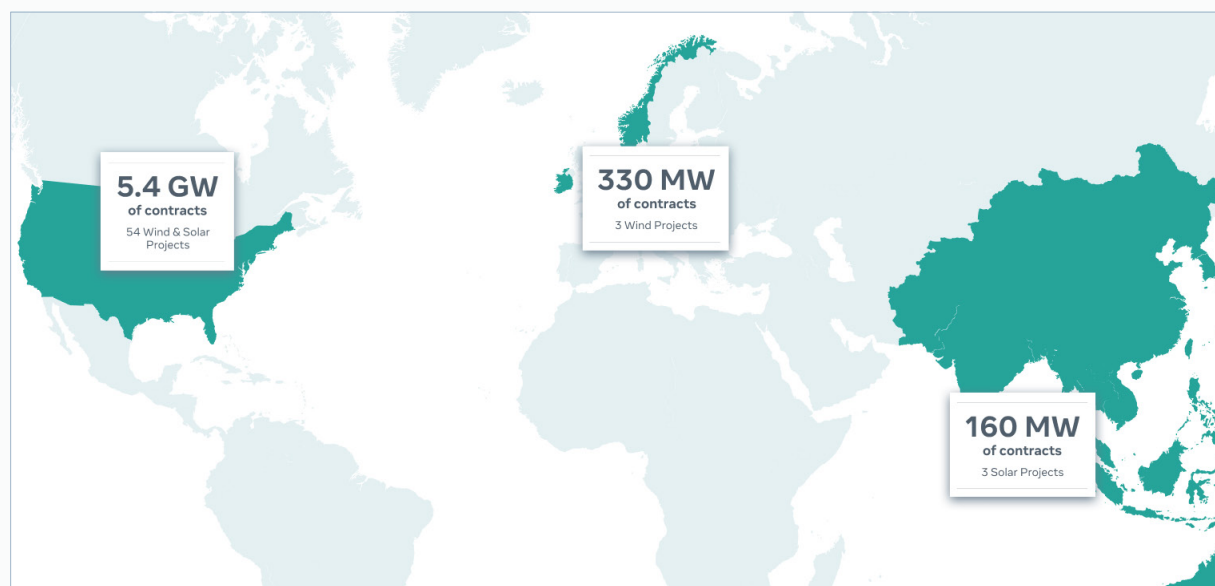 5.4 GW
of contracts
54 Wind & Solar
Projects
330 MW
of contracts
3 Wind Projects
160 MW
of contracts
3 Solar Projects